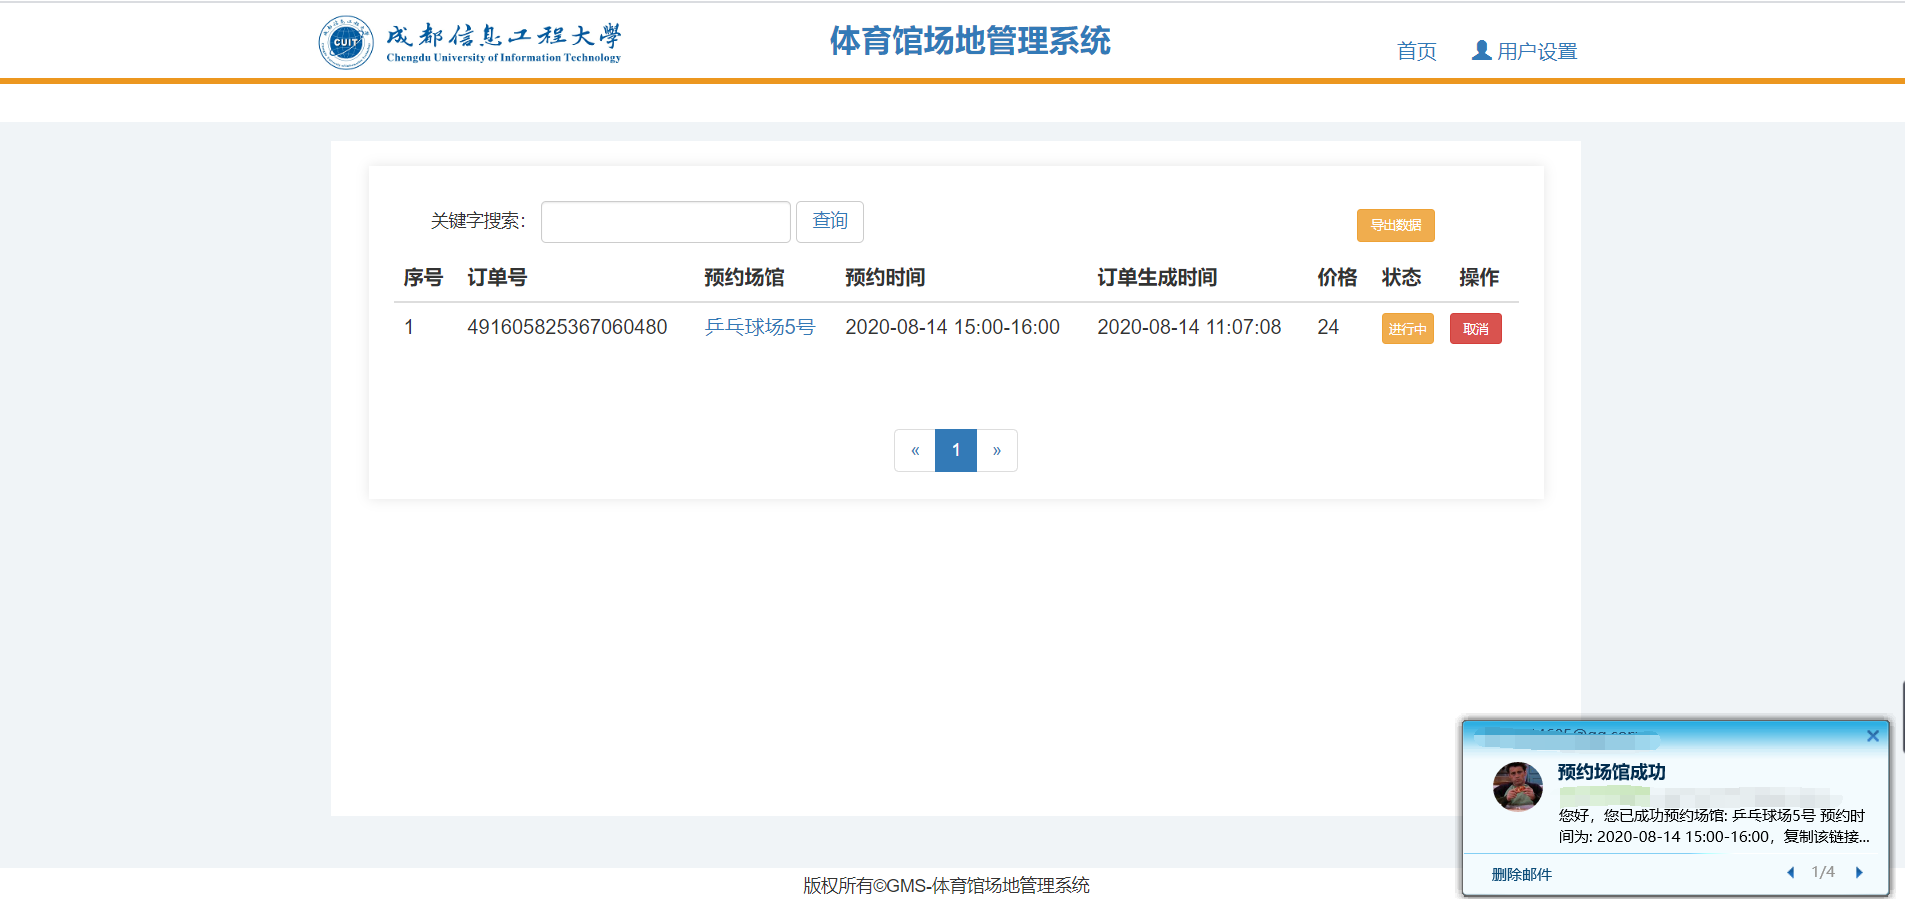 成都信息工程大學
Chengdu University of Information Technology
CUIT
体育馆场地管理系统
首页 用户设置
关键字搜索： 查询 导出数据
序号 订单号 预约场馆 预约时间 订单生成时间 价格 状态 操作
1 491605825367060480 乒乓球场5号 2020-08-14 15:00-16:00 2020-08-14 11:07:08 24 进行中 取消
« 1 »
预约场馆成功
您好，您已成功预约场馆: 乒乓球场5号 预约时
间为: 2020-08-14 15:00-16:00，复制该链接...
删除邮件 1/4
版权所有©GMS-体育馆场地管理系统